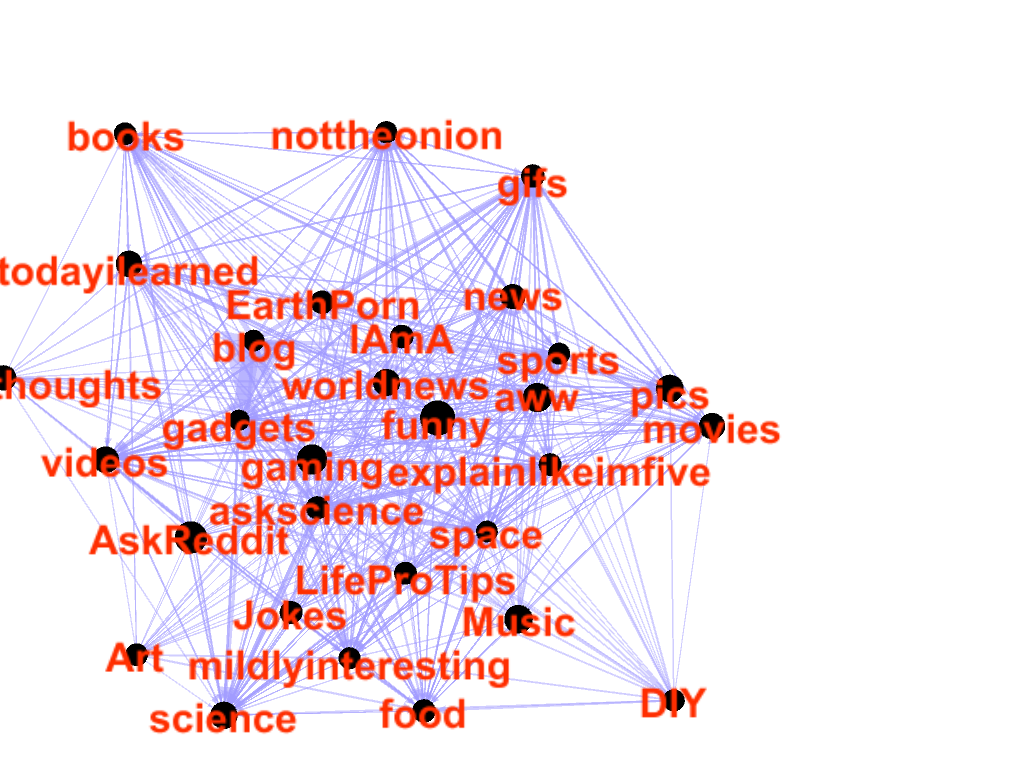 books
nottheonion
gifs
todayilearned
EarthPorn
news
blog
IAmA
sports
thoughts
worldnews
aww
pics
gadgets
funny
movies
videos
gaming
explainlikeimfive
askscience
AskReddit
space
LifeProTips
Jokes
Music
Art
mildlyinteresting
science
food
DIY